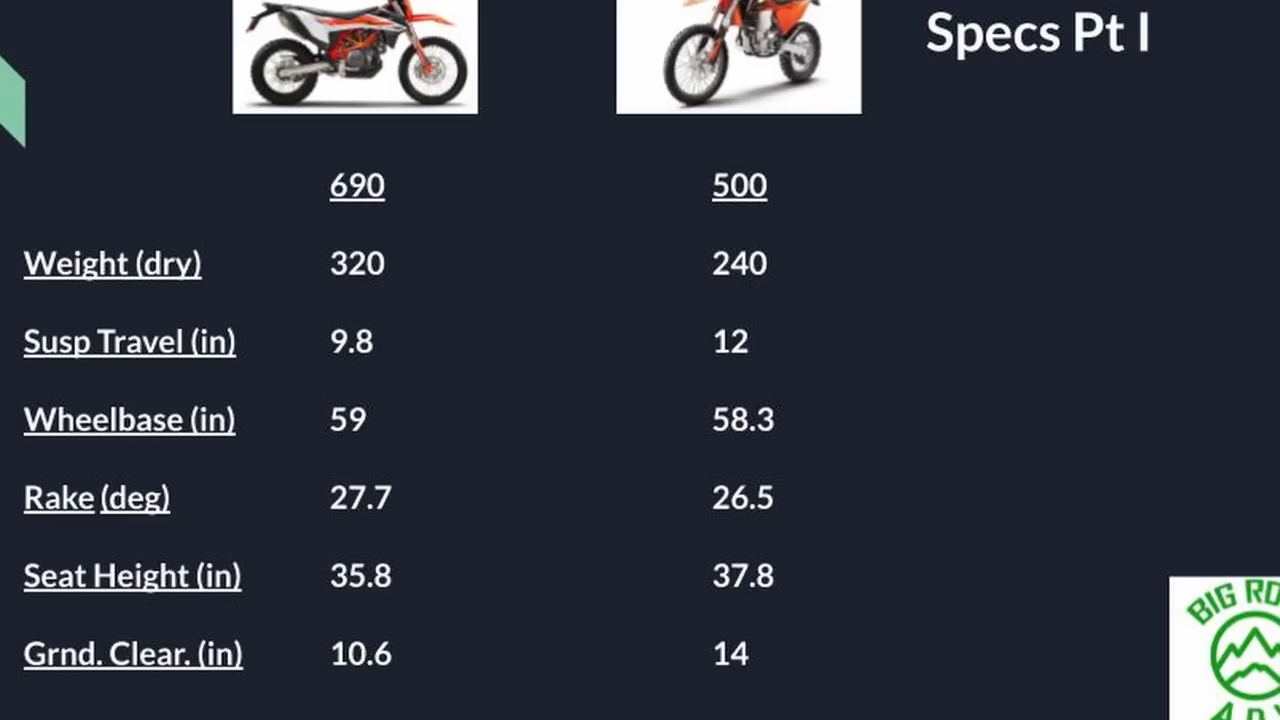 Specs Pt I
690 500
Weight (dry) 320 240
Susp Travel (in) 9.8 12
Wheelbase (in) 59 58.3
Rake (deg) 27.7 26.5
Seat Height (in) 35.8 37.8
Grnd. Clear. (in) 10.6 14
BIG